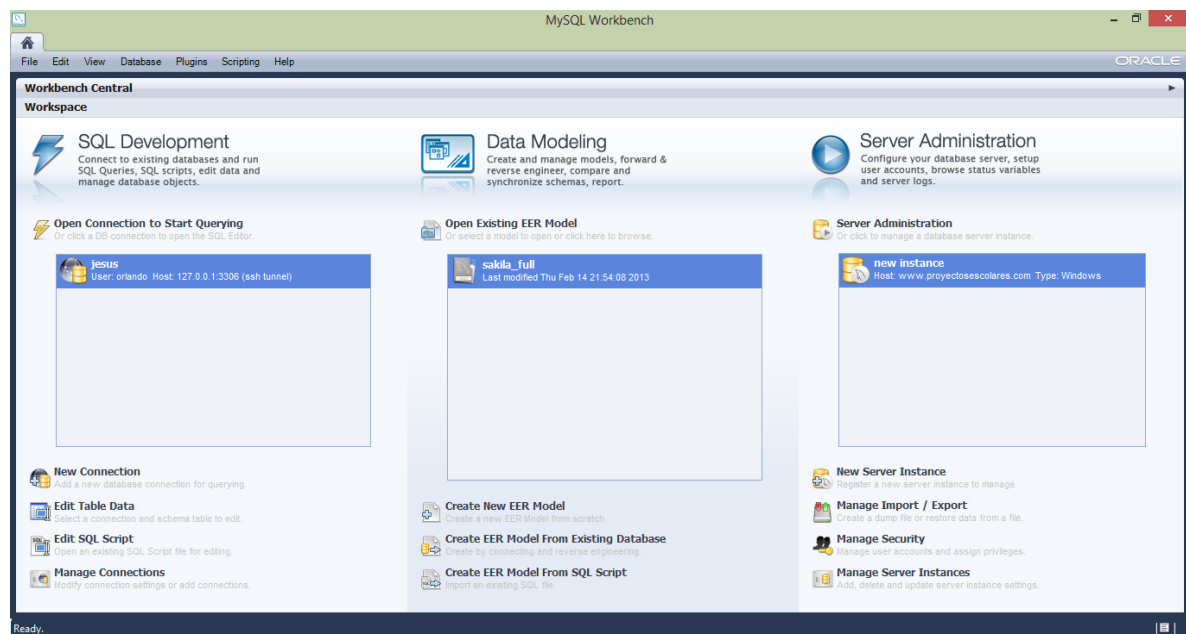 MySQL Workbench
File Edit View Database Plugins Scripting Help
ORACLE
Workbench Central
Workspace
SQL Development
Connect to existing databases and run
SQL Queries, SQL scripts, edit data and
manage database objects.
Open Connection to Start Querying
Or click a DB connection to open the SQL Editor.
jesus
User: orlando Host: 127.0.0.1:3306 (ssh tunnel)
New Connection
Add a new database connection for querying.
Edit Table Data
Select a connection and schema table to edit.
Edit SQL Script
Open an existing SQL Script file for editing.
Manage Connections
Modify connection settings or add connections.
Data Modeling
Create and manage models, forward &
reverse engineer, compare and
synchronize schemas, report.
Open Existing EER Model
Or select a model to open or click here to browse.
sakila_full
Last modified Thu Feb 14 21:54:08 2013
Create New EER Model
Create a new EER Model from scratch.
Create EER Model From Existing Database
Create by connecting and reverse engineering.
Create EER Model From SQL Script
Import an existing SQL file.
Server Administration
Configure your database server, setup
user accounts, browse status variables
and server logs.
Server Administration
Or click to manage a database server instance.
new instance
Host: www.proyectosescolares.com Type: Windows
New Server Instance
Register a new server instance to manage.
Manage Import / Export
Create a dump file or restore data from a file.
Manage Security
Manage user accounts and assign privileges.
Manage Server Instances
Add, delete and update server instance settings.
Ready.